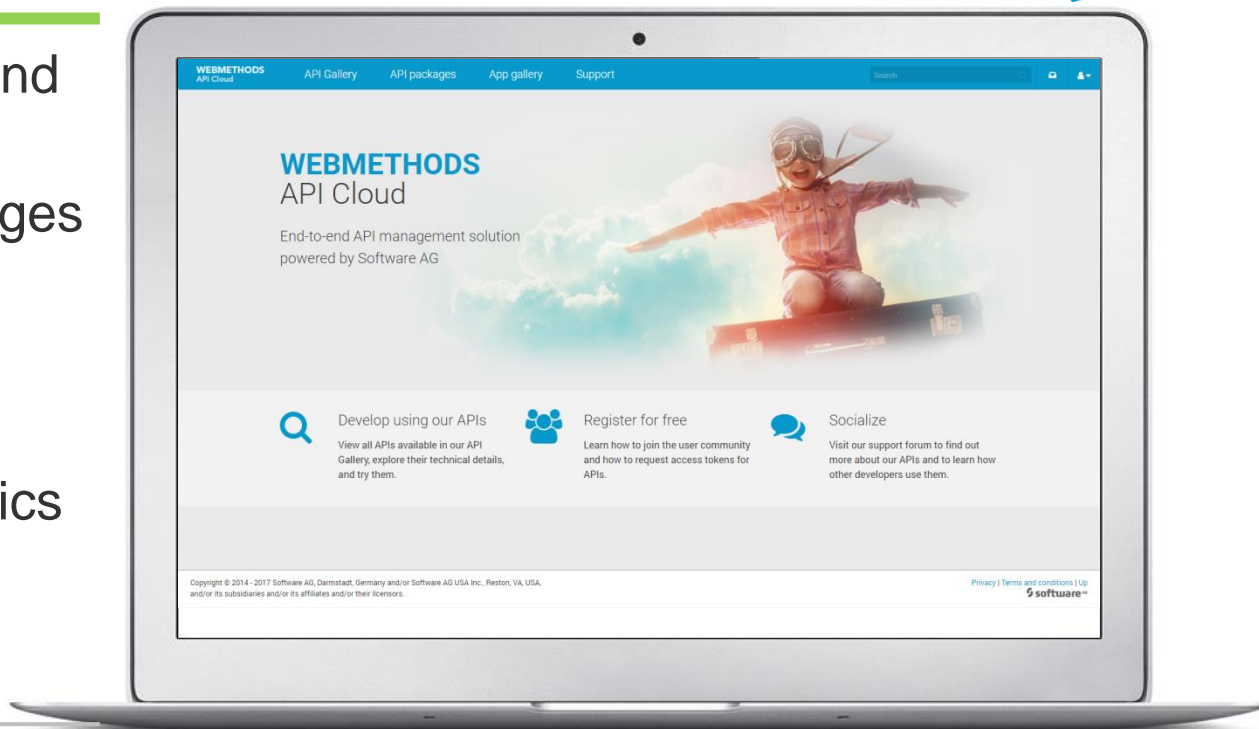 nd
ges
ics
WEBMETHODS
API Cloud
API Gallery
API packages
App gallery
Support
Search
WEBMETHODS
API Cloud
End-to-end API management solution
powered by Software AG
Develop using our APIs
View all APIs available in our API
Gallery, explore their technical details,
and try them.
Register for free
Learn how to join the user community
and how to request access tokens for
APIs.
Socialize
Visit our support forum to find out
more about our APIs and to learn how
other developers use them.
Copyright © 2014 - 2017 Software AG, Darmstadt, Germany and/or Software AG USA Inc., Reston, VA, USA,
and/or its subsidiaries and/or its affiliates and/or their licensors.
Privacy | Terms and conditions | Up
software AG